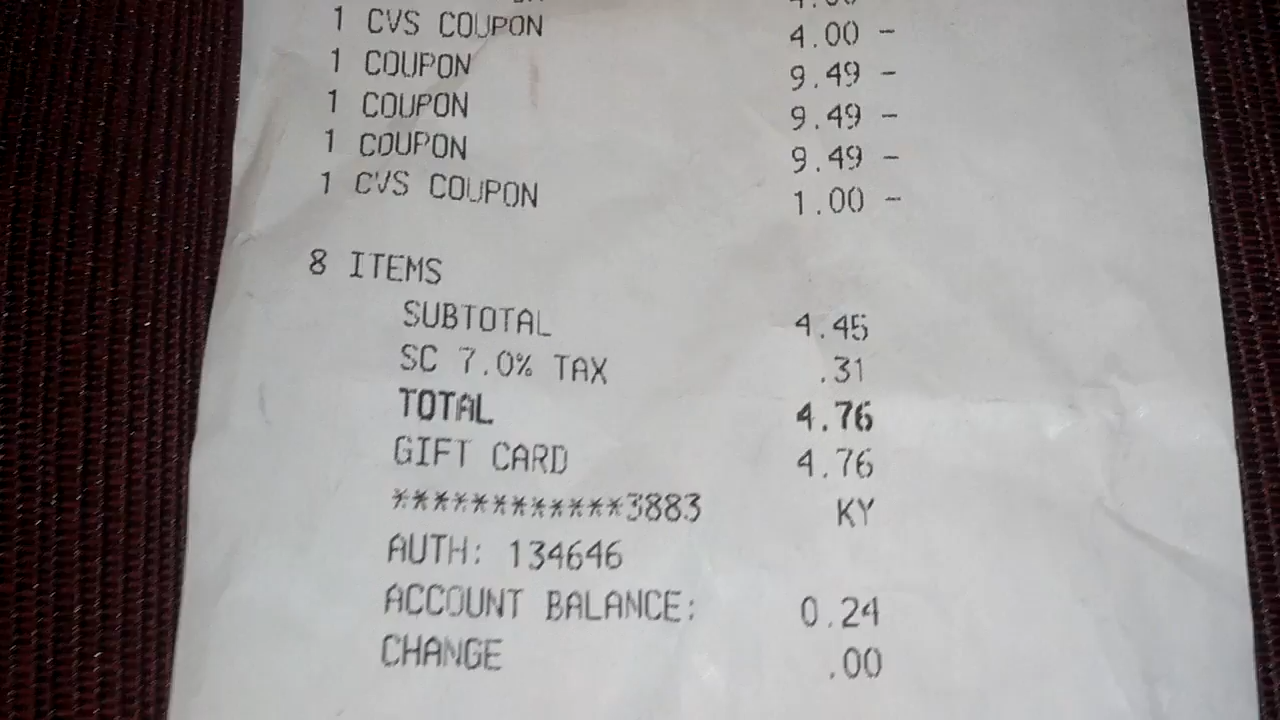 1 CVS COUPON 4.00 -
1 COUPON 9.49 -
1 COUPON 9.49 -
1 COUPON 9.49 -
1 CVS COUPON 1.00 -
8 ITEMS
SUBTOTAL 4.45
SC 7.0% TAX .31
TOTAL 4.76
GIFT CARD 4.76
************3883 KY
AUTH: 134646
ACCOUNT BALANCE: 0.24
CHANGE .00